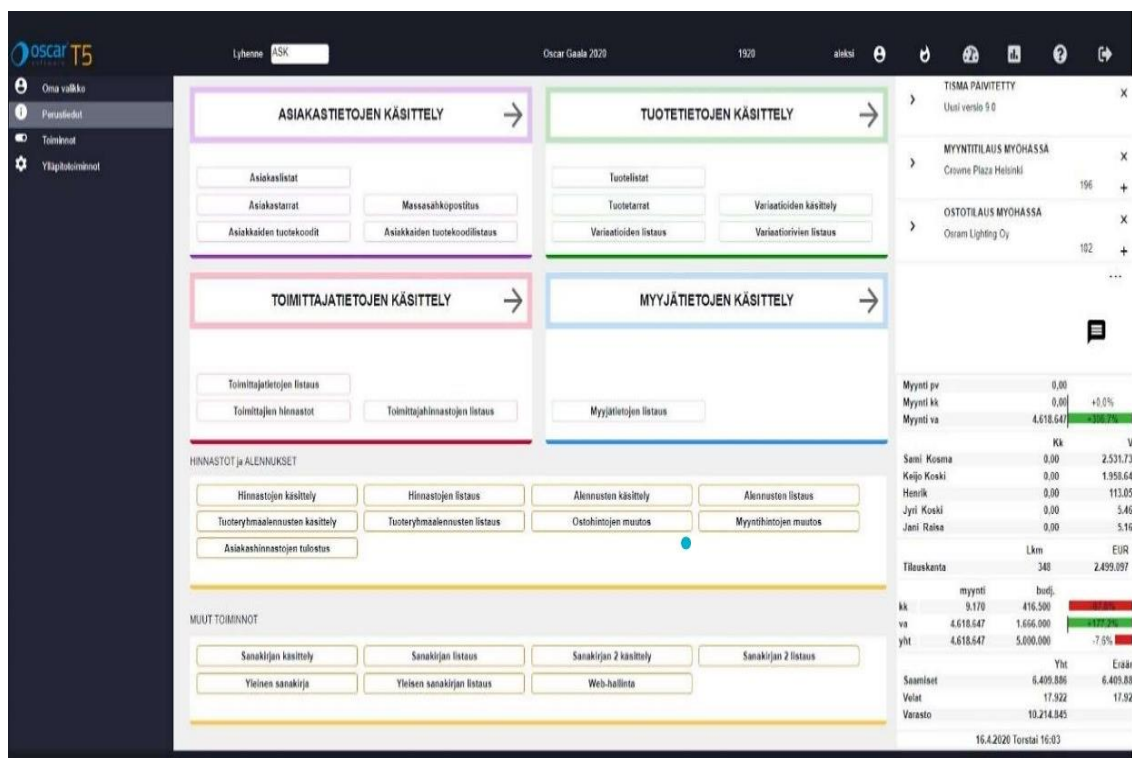 oscar T5
software
Lyhenne ASK Oscar Gaala 2020 1920 aleksi
Oma valikko
Perustiedot
Toiminnot
Ylläpitotoiminnot
ASIAKASTIETOJEN KÄSITTELY
Asiakaslistat
Asiakastarrat Massasähköpostitus
Asiakkaiden tuotekoodit Asiakkaiden tuotekoodilistaus
TUOTETIETOJEN KÄSITTELY
Tuotelistat
Tuotetarrat Variaatioiden käsittely
Variaatioiden listaus Variaatiorivien listaus
TOIMITTAJATIETOJEN KÄSITTELY
Toimittajatietojen listaus
Toimittajien hinnastot Toimittajahinnastojen listaus
MYYJÄTIETOJEN KÄSITTELY
Myyjätietojen listaus
HINNASTOT ja ALENNUKSET
Hinnastojen käsittely Hinnastojen listaus Alennusten käsittely Alennusten listaus
Tuoteryhmäalennusten käsittely Tuoteryhmäalennusten listaus Ostohintojen muutos Myyntihintojen muutos
Asiakashinnastojen tulostus
MUUT TOIMINNOT
Sanakirjan käsittely Sanakirjan listaus Sanakirjan 2 käsittely Sanakirjan 2 listaus
Yleinen sanakirja Yleisen sanakirjan listaus Web-hallinta
TISMA PÄIVITETTY
Uusi versio 9.0
MYYNTITILAUS MYÖHÄSSÄ
Crowne Plaza Helsinki
196
OSTOTILAUS MYÖHÄSSÄ
Osram Lighting Oy
102
...
Myynti pv 0,00
Myynti kk 0,00 +0,0%
Myynti va 4.618.647 +306,7%
Kk V
Sami Kosma 0,00 2.531.73
Keijo Koski 0,00 1.958.64
Henrik 0,00 113.05
Jyri Koski 0,00 5.46
Jani Raisa 0,00 5.16
Lkm EUR
Tilauskanta 348 2.499.097
myynti budj.
kk 9.170 416.500
va 4.618.647 1.666.000 +177,2%
yht 4.618.647 5.000.000 -7,6%
Yht Erään
Saamiset 6.409.886 6.409.88
Velat 17.922 17.92
Varasto 10.214.845
16.4.2020 Torstai 16:03